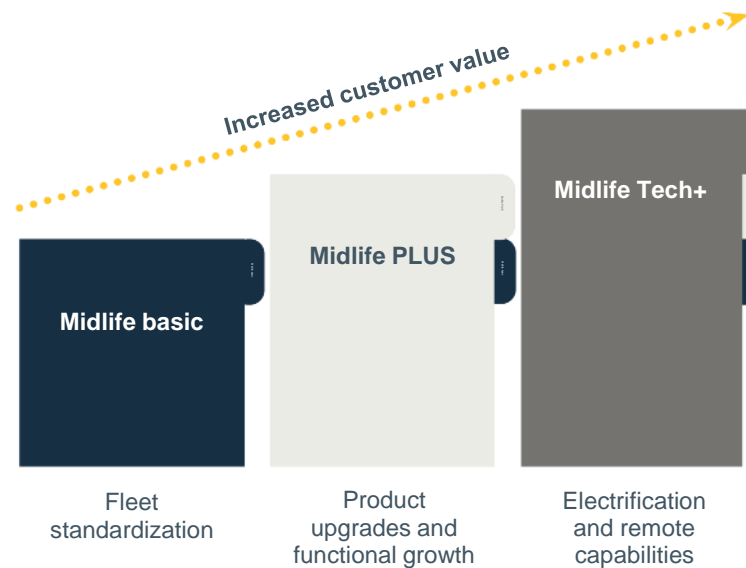 Increased customer value
Midlife Tech+
Midlife PLUS
Midlife basic
Fleet
standardization
Product
upgrades and
functional growth
Electrification
and remote
capabilities